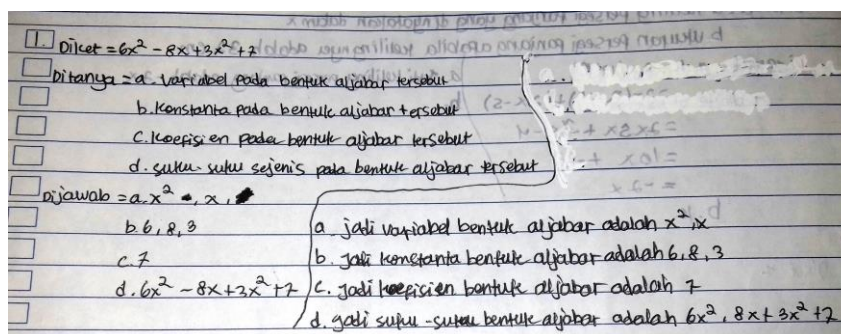 1. Diket = 6x² - 8x + 3x² + 7
Ditanya = a. Variabel pada bentuk aljabar tersebut
b. Konstanta pada bentuk aljabar tersebut
c. Koefisien pada bentuk aljabar tersebut
d. suku-suku sejenis pada bentuk aljabar tersebut
a.
Dijawab = a. x², x,
b. 6, 8, 3
c. 7
d. 6x² - 8x + 3x² + 7
a. jadi variabel bentuk aljabar adalah x², x
b. Jadi konstanta bentuk aljabar adalah 6, 8, 3
c. Jadi koefisien bentuk aljabar adalah 7
d. jadi suku-suku bentuk aljabar adalah 6x², 8x + 3x² + 7